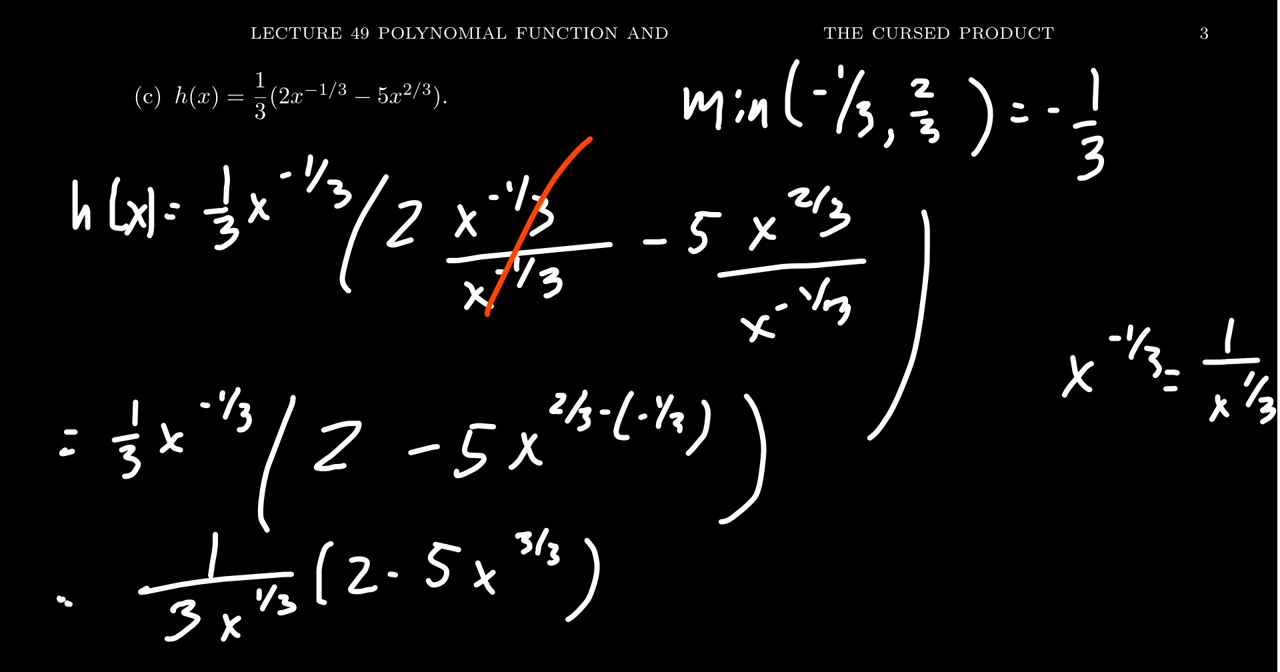 LECTURE 49 POLYNOMIAL FUNCTION AND THE CURSED PRODUCT 3
(c) h(x) = 1/3(2x^{-1/3} − 5x^{2/3}).
min(-1/3, 2/3) = -1/3
h(x) = 1/3 x^{-1/3} (2 x^{-1/3}/x^{-1/3} - 5 x^{2/3}/x^{-1/3})
x^{-1/3} = 1/x^{1/3}
= 1/3 x^{-1/3} (2 - 5x^{2/3-(-1/3)})
= 1/(3x^{1/3}) (2 - 5x^{3/3})